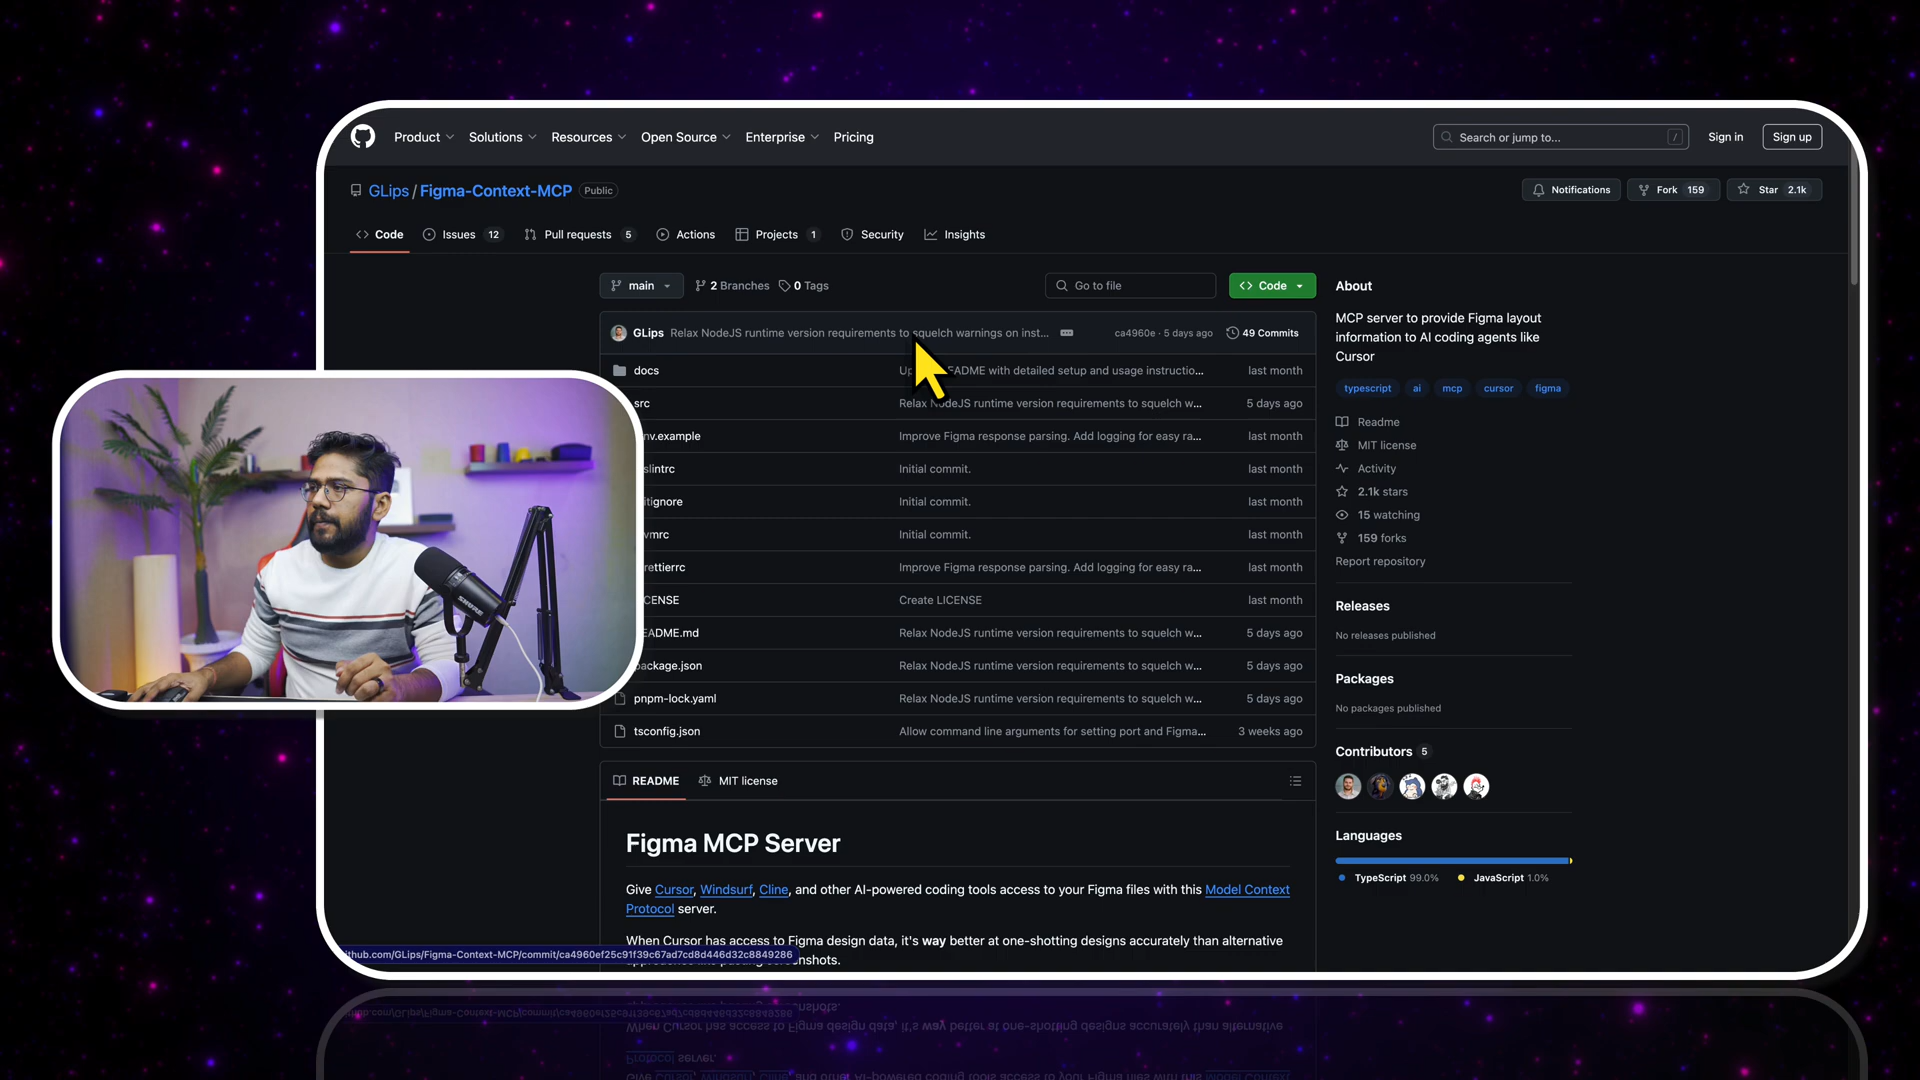 Product Solutions Resources Open Source Enterprise Pricing Search or jump to... / Sign in Sign up
GLips / Figma-Context-MCP Public Notifications Fork 159 Star 2.1k
Code Issues 12 Pull requests 5 Actions Projects 1 Security Insights
main 2 Branches 0 Tags Go to file Code
GLips Relax NodeJS runtime version requirements to squelch warnings on inst... ca4960e · 5 days ago 49 Commits
docs README with detailed setup and usage instructio... last month
src Relax NodeJS runtime version requirements to squelch w... 5 days ago
nv.example Improve Figma response parsing. Add logging for easy ra... last month
slintrc Initial commit. last month
itignore Initial commit. last month
vmrc Initial commit. last month
rettierrc Improve Figma response parsing. Add logging for easy ra... last month
CENSE Create LICENSE last month
EADME.md Relax NodeJS runtime version requirements to squelch w... 5 days ago
ackage.json Relax NodeJS runtime version requirements to squelch w... 5 days ago
pnpm-lock.yaml Relax NodeJS runtime version requirements to squelch w... 5 days ago
tsconfig.json Allow command line arguments for setting port and Figma... 3 weeks ago
README MIT license
Figma MCP Server
Give Cursor, Windsurf, Cline, and other AI-powered coding tools access to your Figma files with this Model Context
Protocol server.
When Cursor has access to Figma design data, it's way better at one-shotting designs accurately than alternative
thub.com/GLips/Figma-Context-MCP/commit/ca4960ef25c91f39c67ad7cd8d446d32c8849286
nshots.
About
MCP server to provide Figma layout
information to AI coding agents like
Cursor
typescript ai mcp cursor figma
Readme
MIT license
Activity
2.1k stars
15 watching
159 forks
Report repository
Releases
No releases published
Packages
No packages published
Contributors 5
Languages
TypeScript 99.0% JavaScript 1.0%
SHURE